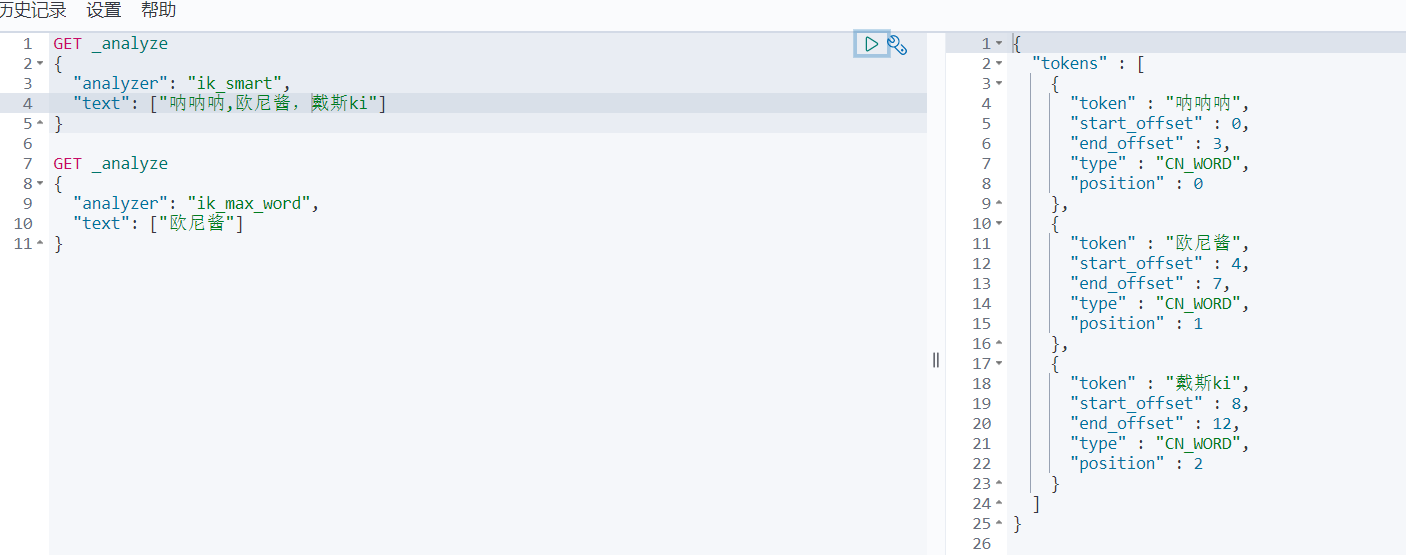 历史记录 设置 帮助
1 GET _analyze
2 {
3 "analyzer": "ik_smart",
4 "text": ["呐呐呐,欧尼酱，戴斯ki"]
5 }
6
7 GET _analyze
8 {
9 "analyzer": "ik_max_word",
10 "text": ["欧尼酱"]
11 }
1 {
2 "tokens" : [
3 {
4 "token" : "呐呐呐",
5 "start_offset" : 0,
6 "end_offset" : 3,
7 "type" : "CN_WORD",
8 "position" : 0
9 },
10 {
11 "token" : "欧尼酱",
12 "start_offset" : 4,
13 "end_offset" : 7,
14 "type" : "CN_WORD",
15 "position" : 1
16 },
17 {
18 "token" : "戴斯ki",
19 "start_offset" : 8,
20 "end_offset" : 12,
21 "type" : "CN_WORD",
22 "position" : 2
23 }
24 ]
25 }
26